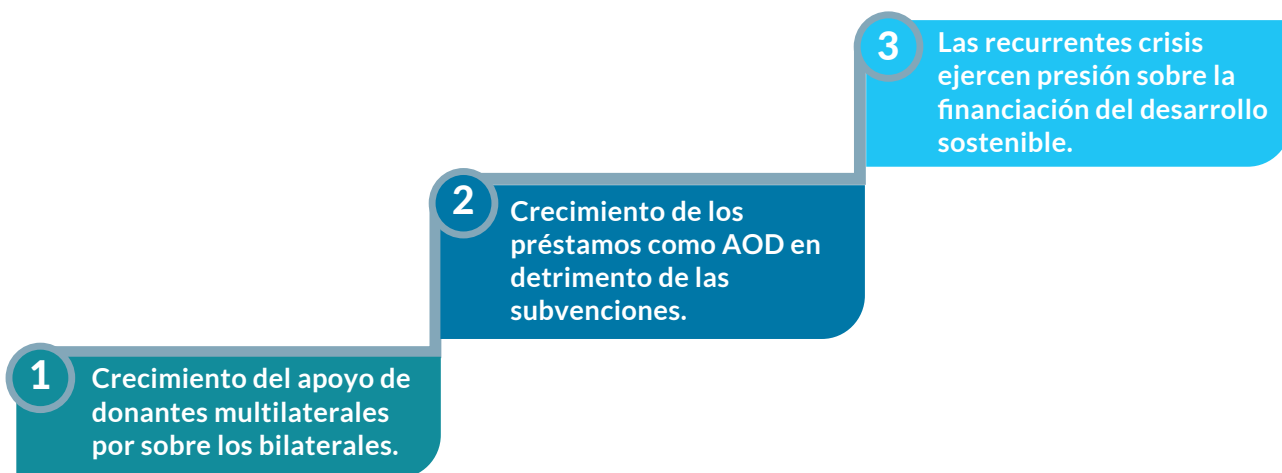 3
Las recurrentes crisis
ejercen presión sobre la
financiación del desarrollo
sostenible.
2
Crecimiento de los
préstamos como AOD en
detrimento de las
subvenciones.
1
Crecimiento del apoyo de
donantes multilaterales
por sobre los bilaterales.